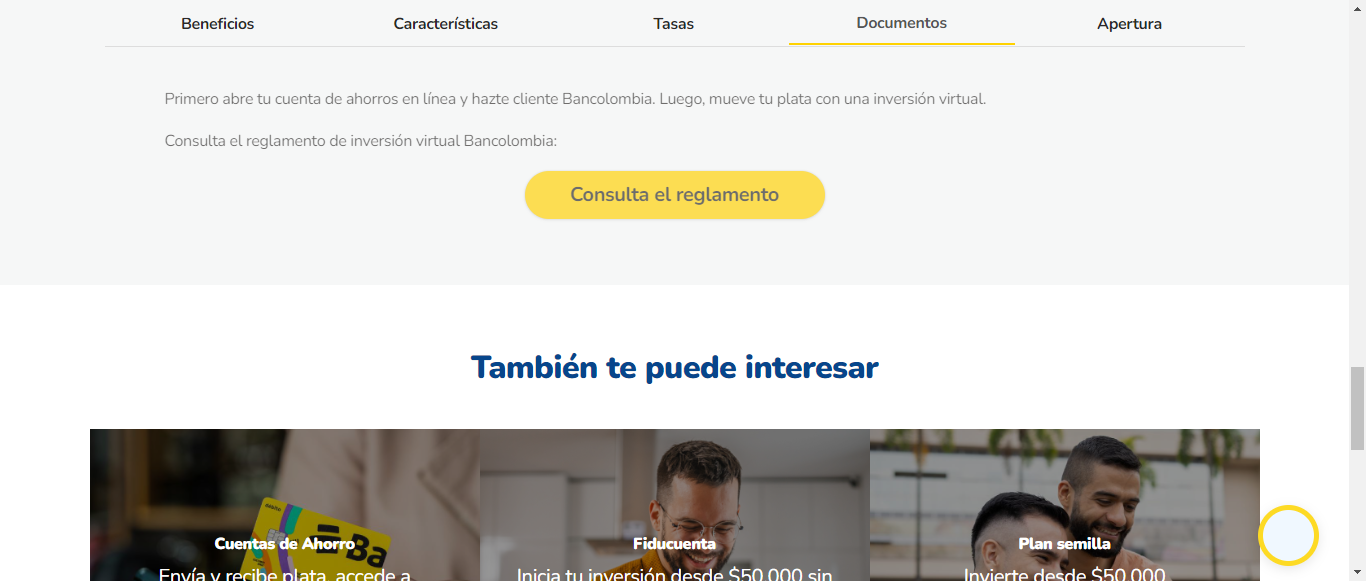 Beneficios
Características
Tasas
Documentos
Apertura
Primero abre tu cuenta de ahorros en línea y hazte cliente Bancolombia. Luego, mueve tu plata con una inversión virtual.
Consulta el reglamento de inversión virtual Bancolombia:
Consulta el reglamento
También te puede interesar
Ba
Cuentas de Ahorro
Envía y recibe plata, accede a
Fiducuenta
Inicia tu inversión desde $50.000 sin
Plan semilla
Invierte desde $50.000